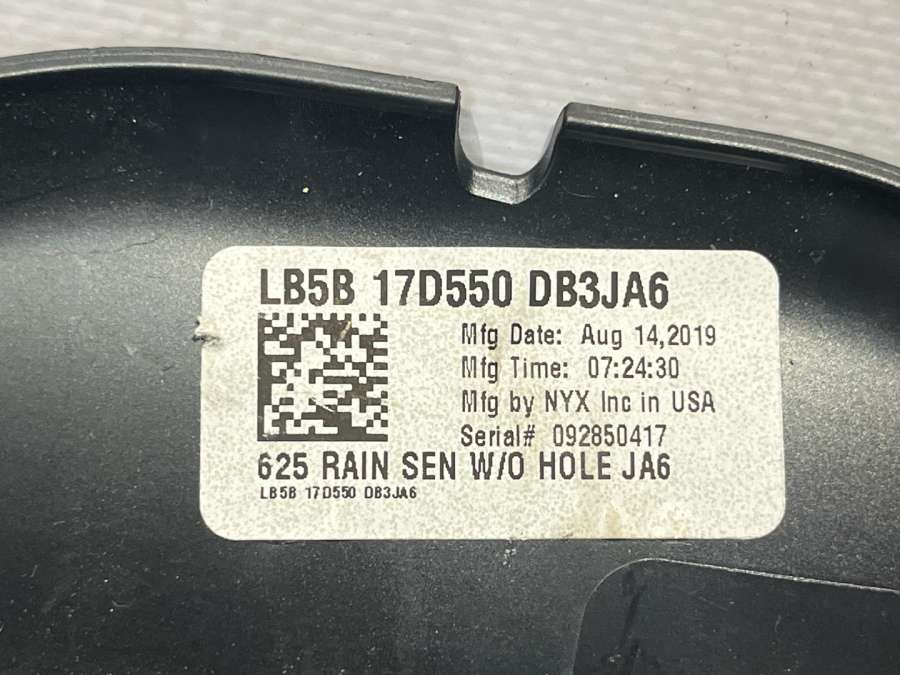 LB5B 17D550 DB3JA6
Mfg Date: Aug 14,2019
Mfg Time: 07:24:30
Mfg by NYX Inc in USA
Serial# 092850417
625 RAIN SEN W/O HOLE JA6
LB5B 17D550 DB3JA6